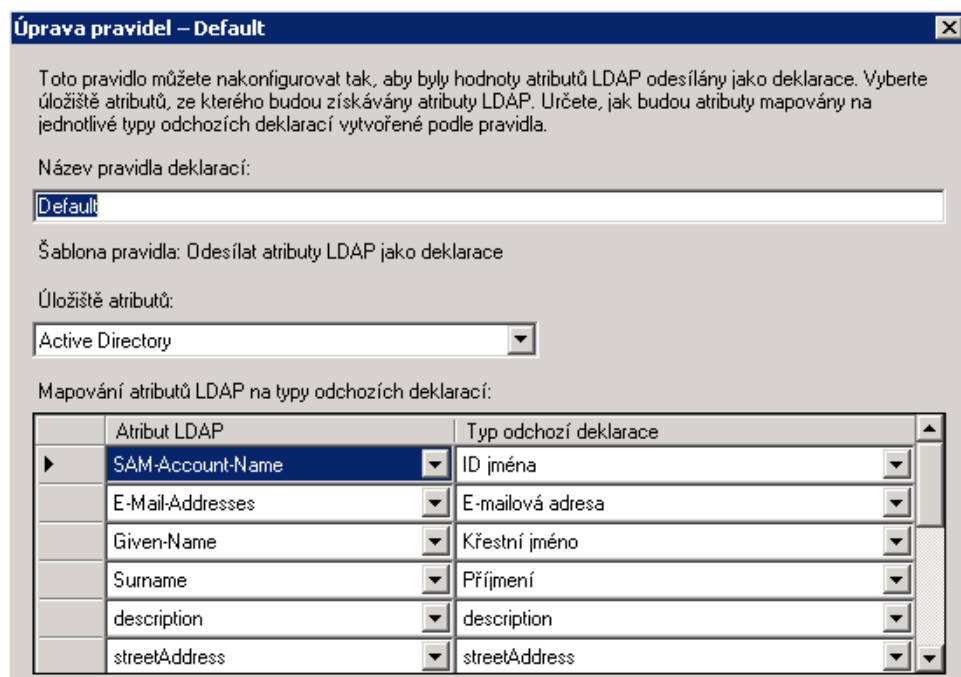 Úprava pravidel – Default
Toto pravidlo můžete nakonfigurovat tak, aby byly hodnoty atributů LDAP odesílány jako deklarace. Vyberte
úložiště atributů, ze kterého budou získávány atributy LDAP. Určete, jak budou atributy mapovány na
jednotlivé typy odchozích deklarací vytvořené podle pravidla.
Název pravidla deklarací:
Default
Šablona pravidla: Odesílat atributy LDAP jako deklarace
Úložiště atributů:
Active Directory
Mapování atributů LDAP na typy odchozích deklarací:
Atribut LDAP Typ odchozí deklarace
SAM-Account-Name ID jména
E-Mail-Addresses E-mailová adresa
Given-Name Křestní jméno
Surname Příjmení
description description
streetAddress streetAddress